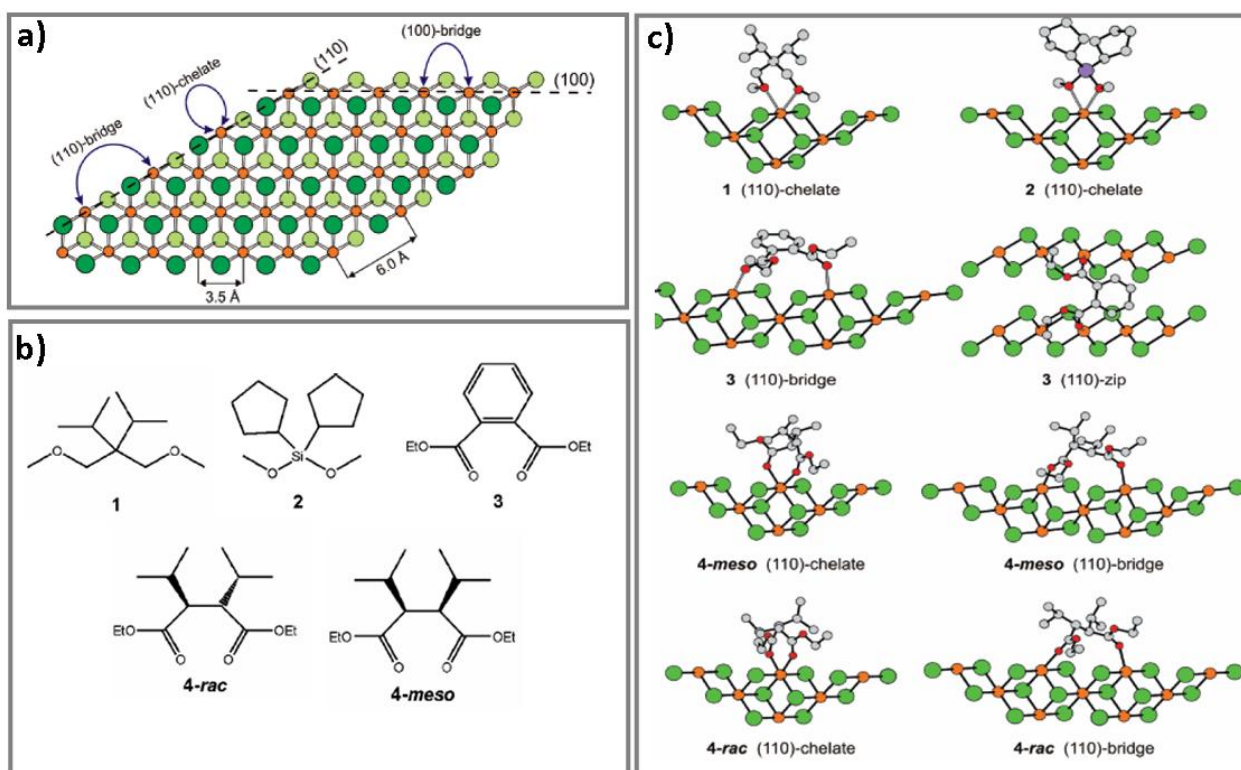 a)
(110)
(100)-bridge
(100)
(110)-chelate
(110)-bridge
3.5 Å
6.0 Å
b)
O O
1
Si
O O
2
EtO OEt
O O
3
EtO OEt
O O
4-rac
EtO OEt
O O
4-meso
c)
1 (110)-chelate
2 (110)-chelate
3 (110)-bridge
3 (110)-zip
4-meso (110)-chelate
4-meso (110)-bridge
4-rac (110)-chelate
4-rac (110)-bridge